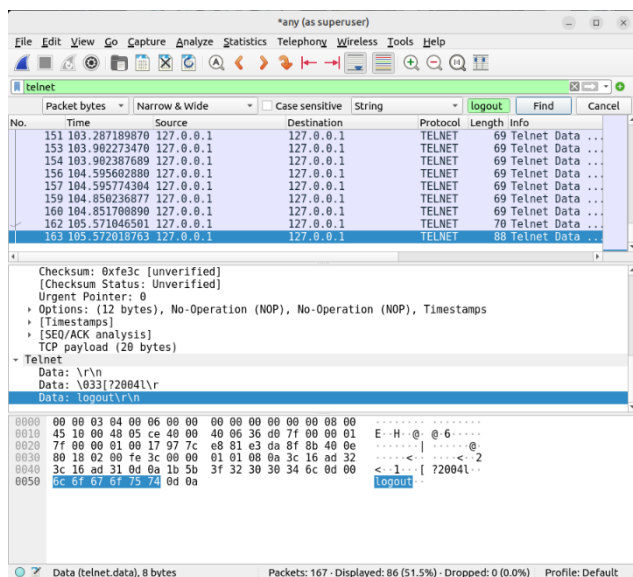 *any (as superuser)
File Edit View Go Capture Analyze Statistics Telephony Wireless Tools Help
telnet
Packet bytes Narrow & Wide Case sensitive String logout Find Cancel
No. Time Source Destination Protocol Length Info
151 103.287189870 127.0.0.1 127.0.0.1 TELNET 69 Telnet Data ...
153 103.902273470 127.0.0.1 127.0.0.1 TELNET 69 Telnet Data ...
154 103.902387689 127.0.0.1 127.0.0.1 TELNET 69 Telnet Data ...
156 104.595602880 127.0.0.1 127.0.0.1 TELNET 69 Telnet Data ...
157 104.595774304 127.0.0.1 127.0.0.1 TELNET 69 Telnet Data ...
159 104.850236877 127.0.0.1 127.0.0.1 TELNET 69 Telnet Data ...
160 104.851700890 127.0.0.1 127.0.0.1 TELNET 69 Telnet Data ...
162 105.571046501 127.0.0.1 127.0.0.1 TELNET 70 Telnet Data ...
163 105.572018763 127.0.0.1 127.0.0.1 TELNET 88 Telnet Data ...
Checksum: 0xfe3c [unverified]
[Checksum Status: Unverified]
Urgent Pointer: 0
Options: (12 bytes), No-Operation (NOP), No-Operation (NOP), Timestamps
[Timestamps]
[SEQ/ACK analysis]
TCP payload (20 bytes)
Telnet
Data: \r\n
Data: \033[?2004l\r
Data: logout\r\n
0000 00 00 03 04 00 06 00 00 00 00 00 00 00 00 08 00 ········ ········
0010 45 10 00 48 05 ce 40 00 40 06 36 d0 7f 00 00 01 E··H··@· @·6·····
0020 7f 00 00 01 00 17 97 7c e8 81 e3 da 8f 8b 40 0e ·······| ······@·
0030 80 18 02 00 fe 3c 00 00 01 01 08 0a 3c 16 ad 32 ·····<·· ····<··2
0040 3c 16 ad 31 0d 0a 1b 5b 3f 32 30 30 34 6c 0d 00 <··1···[ ?2004l··
0050 6c 6f 67 6f 75 74 0d 0a logout··
Data (telnet.data), 8 bytes Packets: 167 · Displayed: 86 (51.5%) · Dropped: 0 (0.0%) Profile: Default